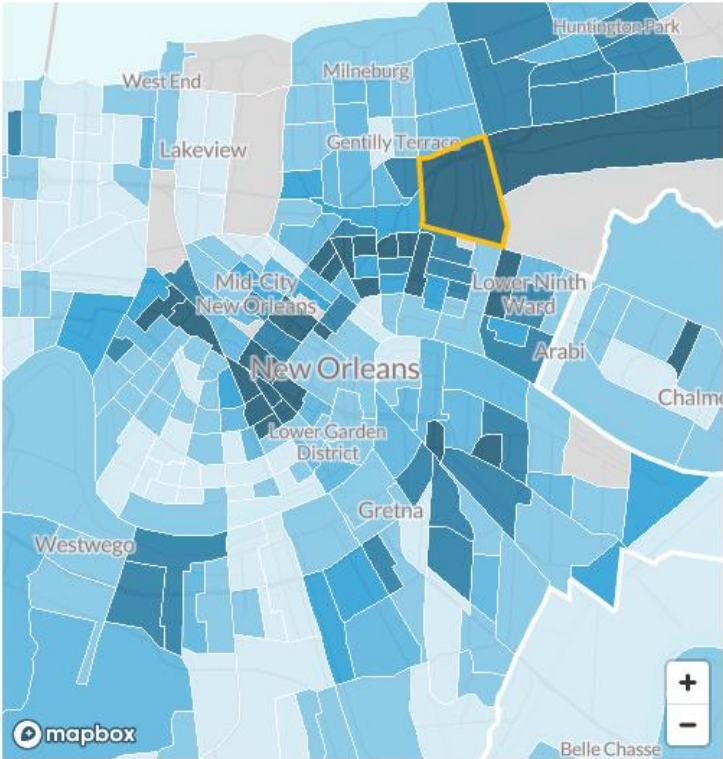 Huntington Park
West End
Milneburg
Gentilly Terrace
Lakeview
Mid-City
New Orleans
Lower Ninth
Ward
Arabi
New Orleans
Chalme
Lower Garden
District
Gretna
Westwego
+
−
mapbox
Belle Chasse